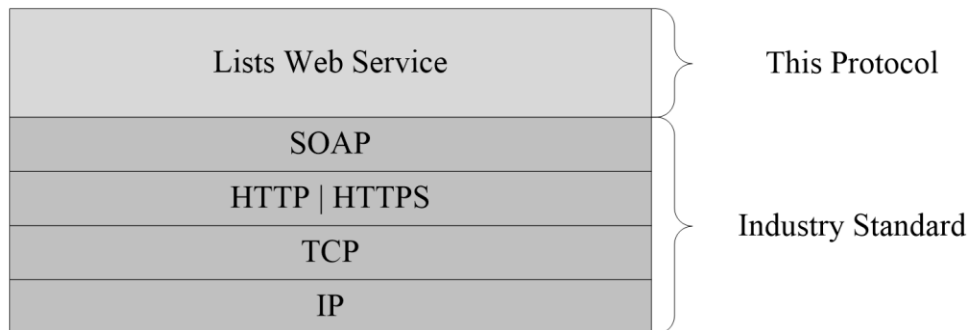 Lists Web Service
This Protocol
SOAP
HTTP | HTTPS
TCP
IP
Industry Standard